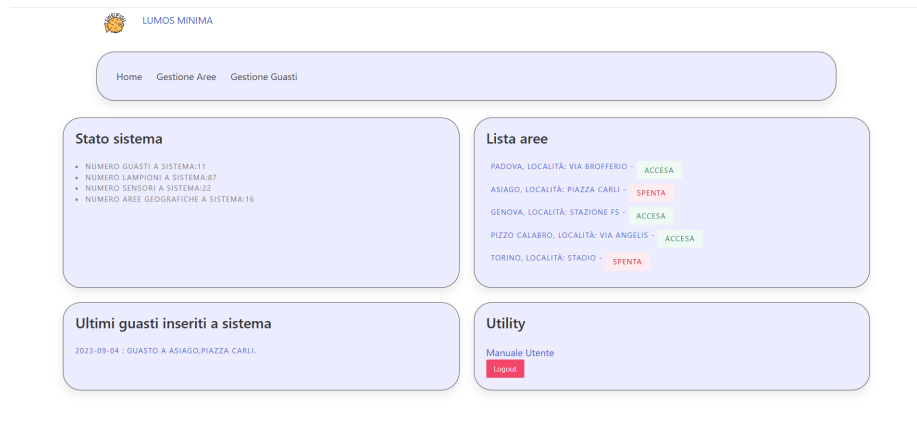 LUMOS MINIMA
Home Gestione Aree Gestione Guasti
Stato sistema
NUMERO GUASTI A SISTEMA:11
NUMERO LAMPIONI A SISTEMA:87
NUMERO SENSORI A SISTEMA:22
NUMERO AREE GEOGRAFICHE A SISTEMA:16
Lista aree
PADOVA, LOCALITÀ: VIA BROFFERIO - ACCESA
ASIAGO, LOCALITÀ: PIAZZA CARLI - SPENTA
GENOVA, LOCALITÀ: STAZIONE FS - ACCESA
PIZZO CALABRO, LOCALITÀ: VIA ANGELIS - ACCESA
TORINO, LOCALITÀ: STADIO - SPENTA
Ultimi guasti inseriti a sistema
2023-09-04 : GUASTO A ASIAGO,PIAZZA CARLI.
Utility
Manuale Utente
Logout